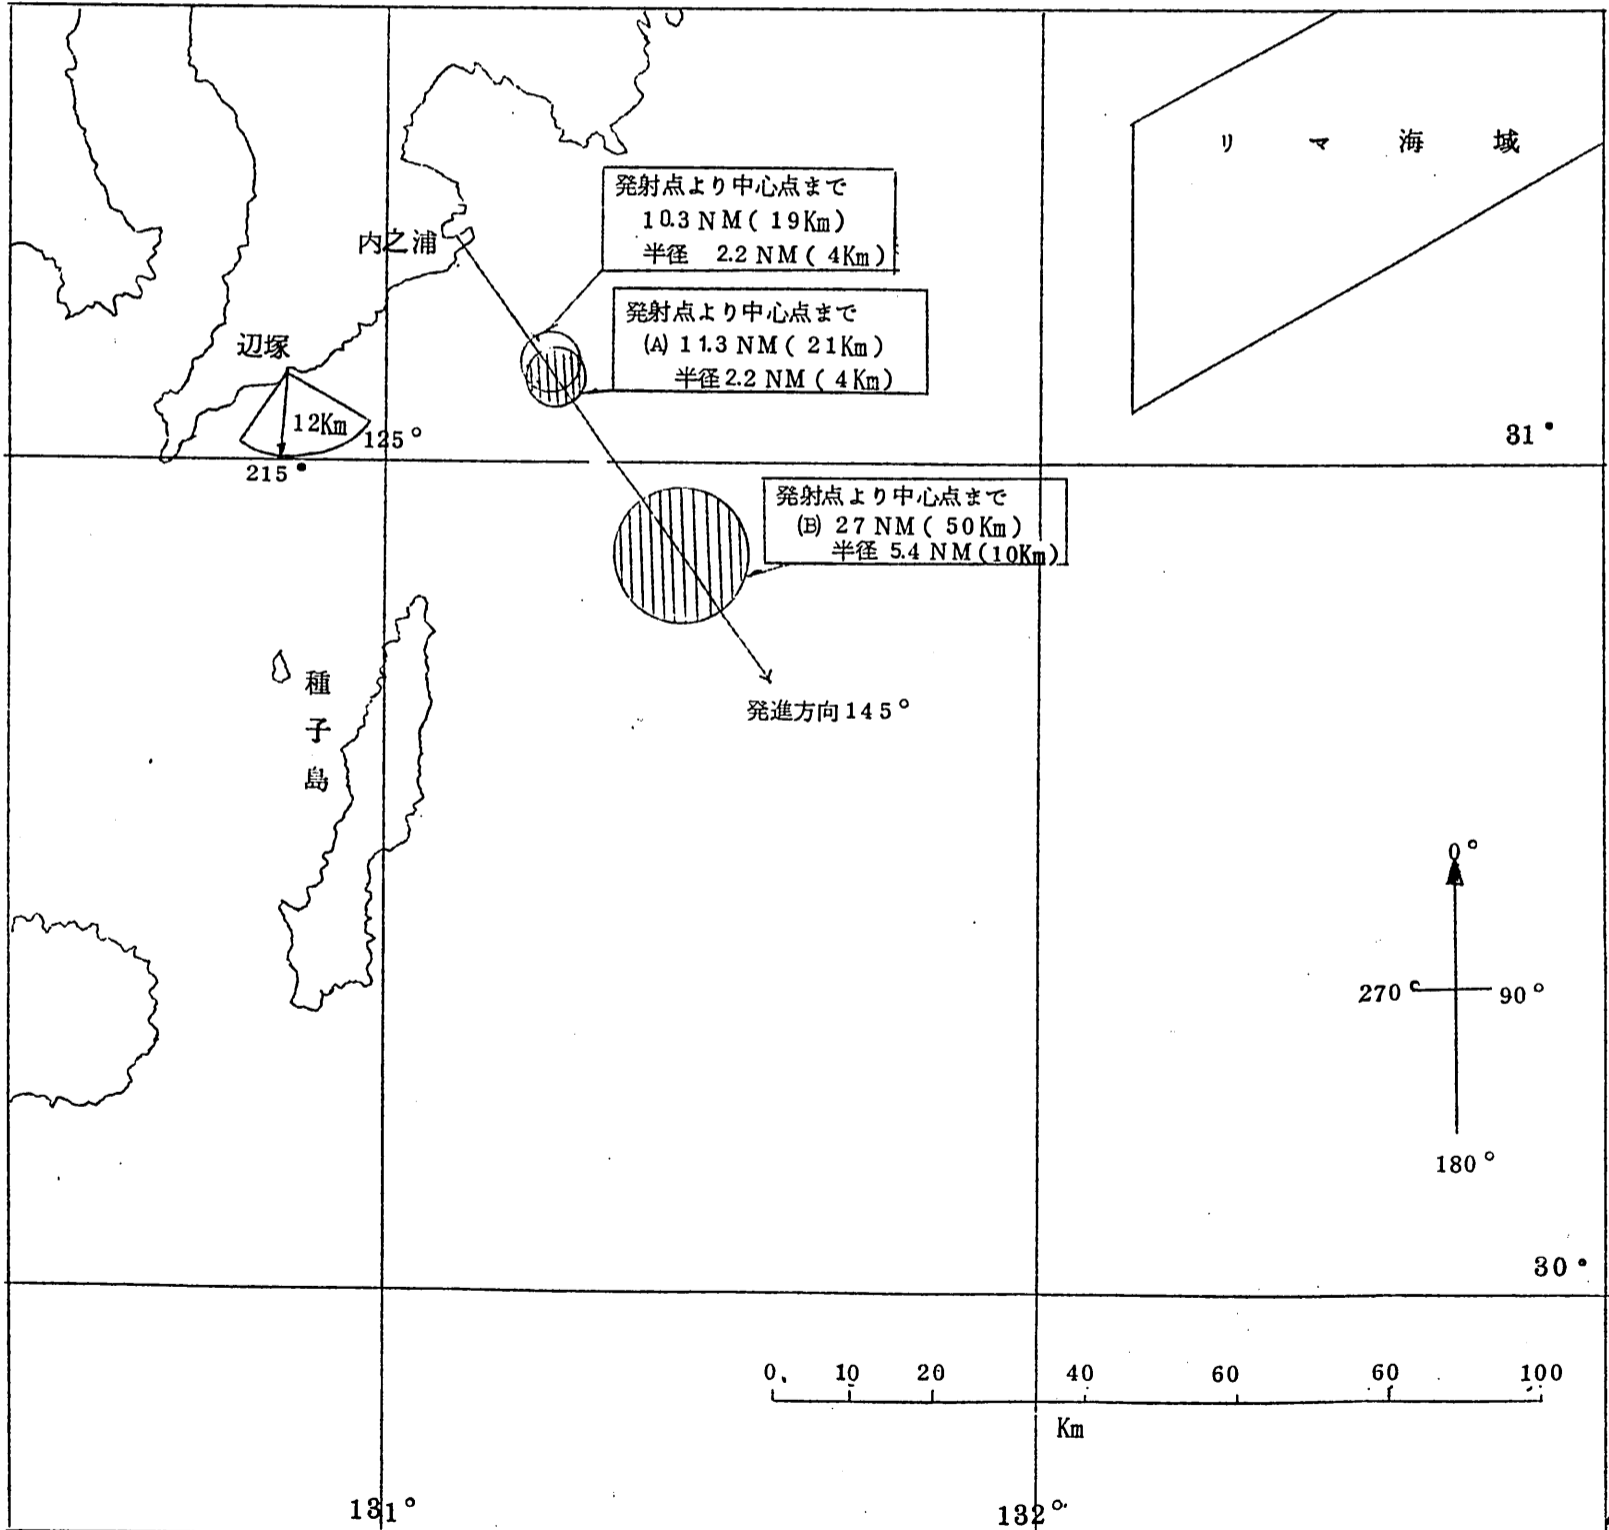 リマ海域
発射点より中心点まで
10.3 NM ( 19Km )
半径 2.2 NM ( 4Km )
内之浦
発射点より中心点まで
(A) 11.3 NM ( 21Km )
半径 2.2 NM ( 4Km )
辺塚
12Km
125°
215°
31°
発射点より中心点まで
(B) 27 NM ( 50Km )
半径 5.4 NM (10Km)
種子島
発進方向145°
0°
270°
90°
180°
30°
0. 10 20 40 60 60 100
Km
131°
132°